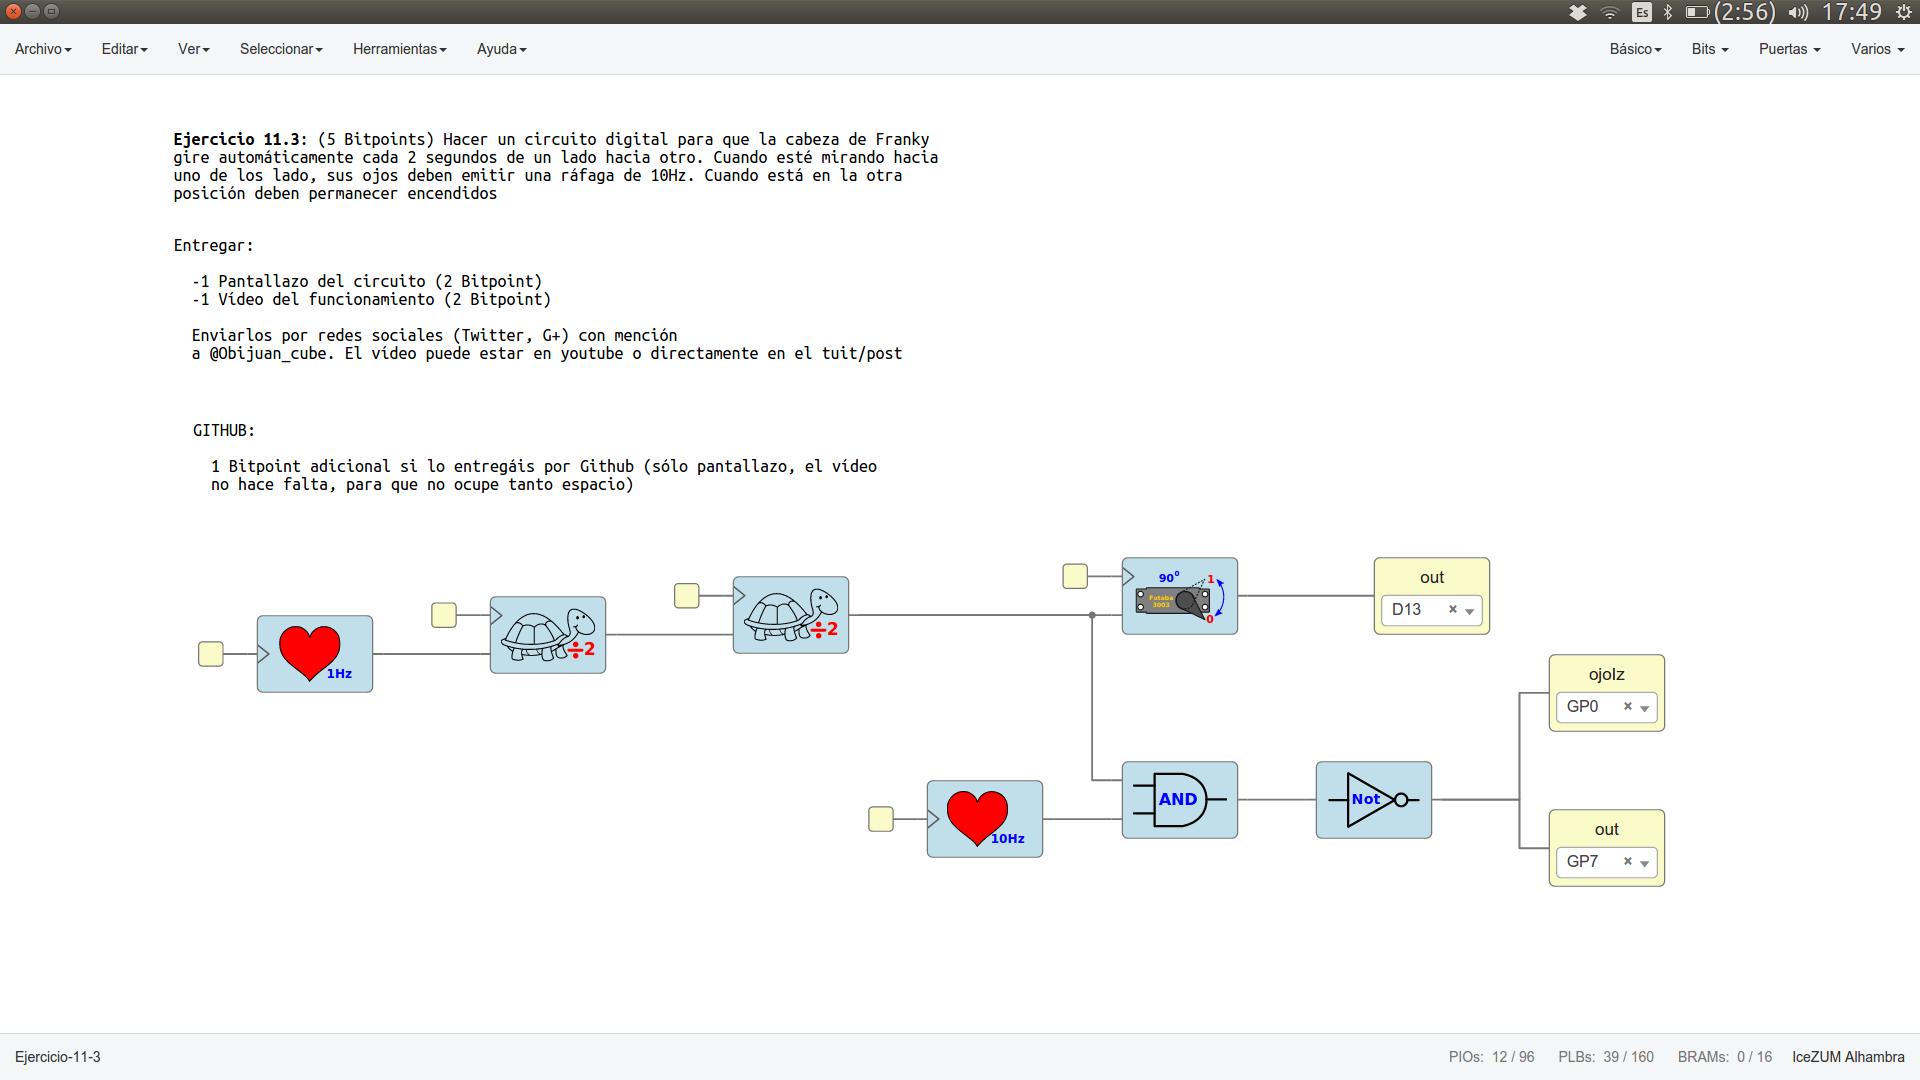 Es (2:56) 17:49
Archivo Editar Ver Seleccionar Herramientas Ayuda Básico Bits Puertas Varios
Ejercicio 11.3: (5 Bitpoints) Hacer un circuito digital para que la cabeza de Franky
gire automáticamente cada 2 segundos de un lado hacia otro. Cuando esté mirando hacia
uno de los lado, sus ojos deben emitir una ráfaga de 10Hz. Cuando está en la otra
posición deben permanecer encendidos
Entregar:
-1 Pantallazo del circuito (2 Bitpoint)
-1 Vídeo del funcionamiento (2 Bitpoint)
Enviarlos por redes sociales (Twitter, G+) con mención
a @Obijuan_cube. El vídeo puede estar en youtube o directamente en el tuit/post
GITHUB:
1 Bitpoint adicional si lo entregáis por Github (sólo pantallazo, el vídeo
no hace falta, para que no ocupe tanto espacio)
1Hz
÷2
÷2
90º 1
Futaba
3003
0
out
D13 ×
ojoIz
GP0 ×
10Hz
AND
Not
out
GP7 ×
Ejercicio-11-3 PIOs: 12 / 96 PLBs: 39 / 160 BRAMs: 0 / 16 IceZUM Alhambra